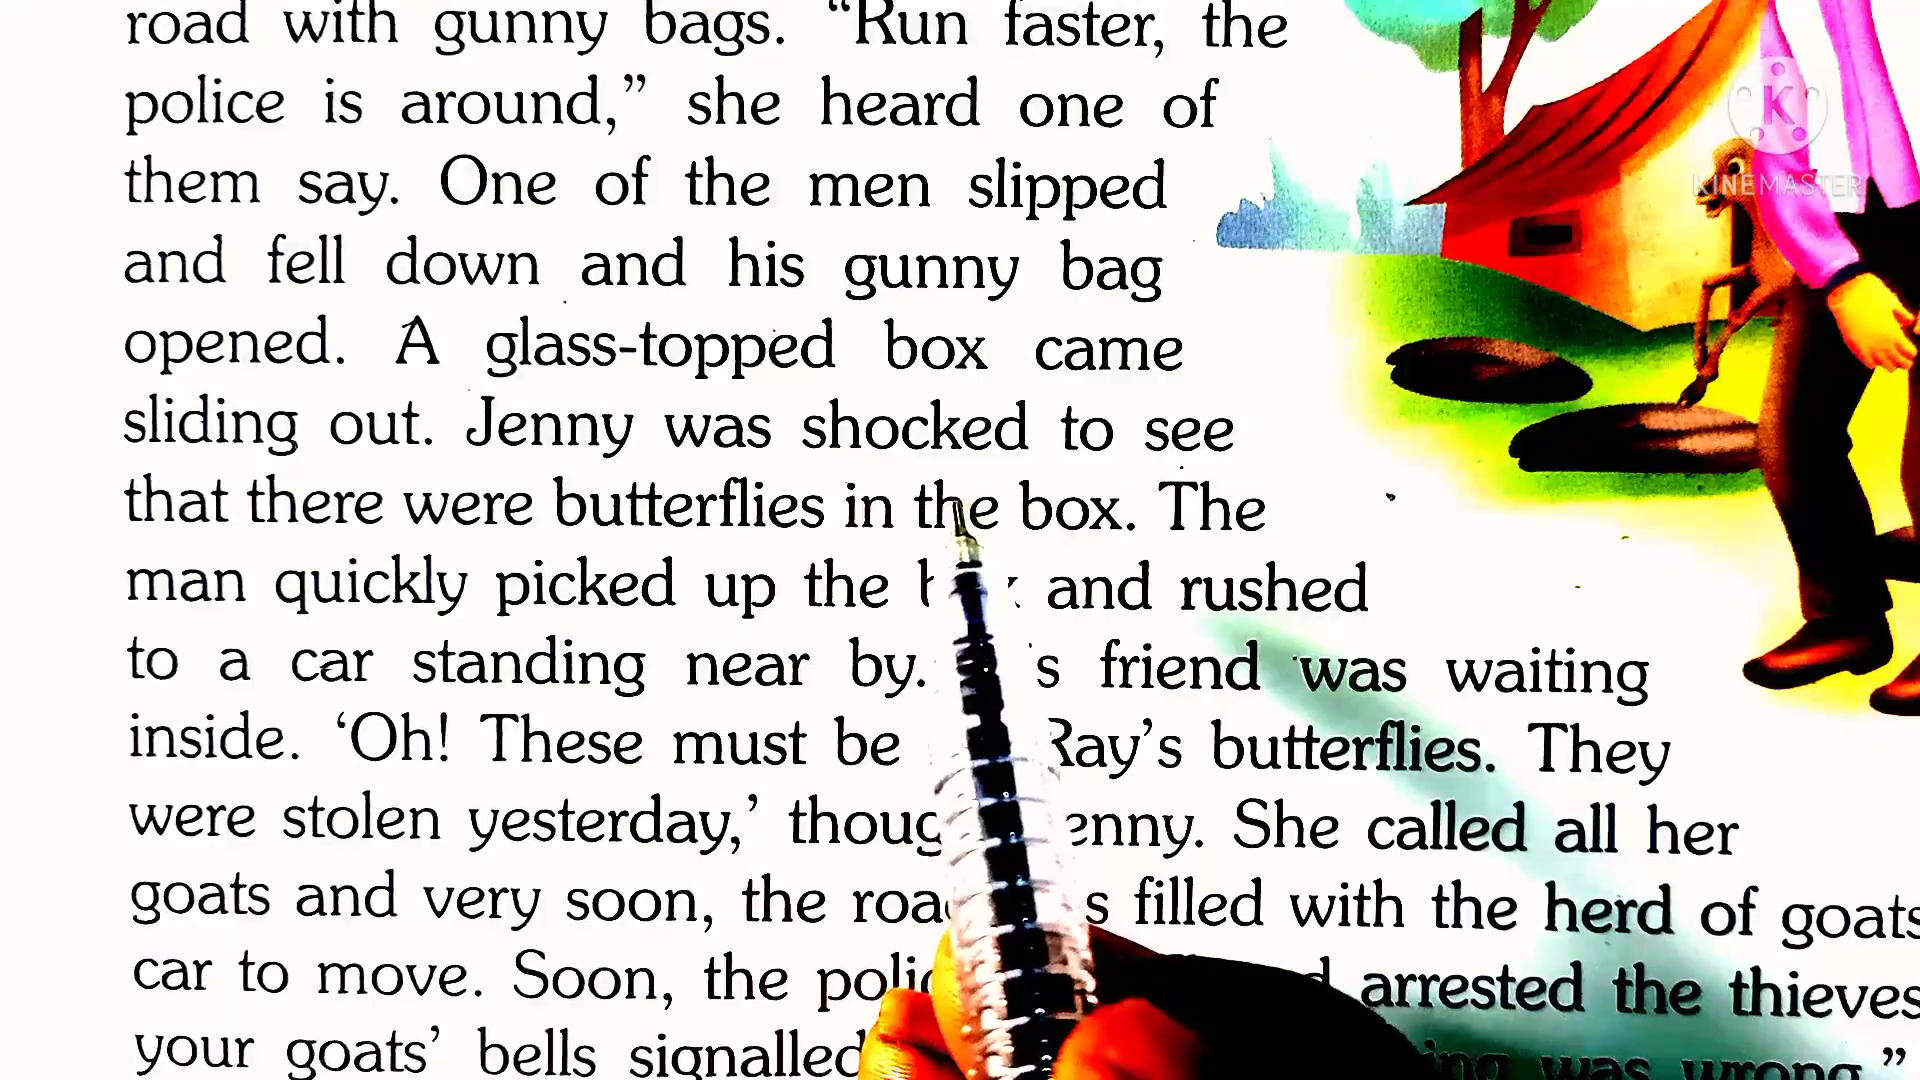 road with gunny bags. “Run faster, the
police is around,” she heard one of
them say. One of the men slipped
and fell down and his gunny bag
opened. A glass-topped box came
sliding out. Jenny was shocked to see
that there were butterflies in the box. The
man quickly picked up the and rushed
to a car standing near by. friend was waiting
inside. ‘Oh! These must be Ray’s butterflies. They
were stolen yesterday,’ She called all her
goats and very soon, the filled with the herd of goats
car to move. Soon, the arrested the thieves
your goats’ bells signalled wrong.”
K
KINEMASTER